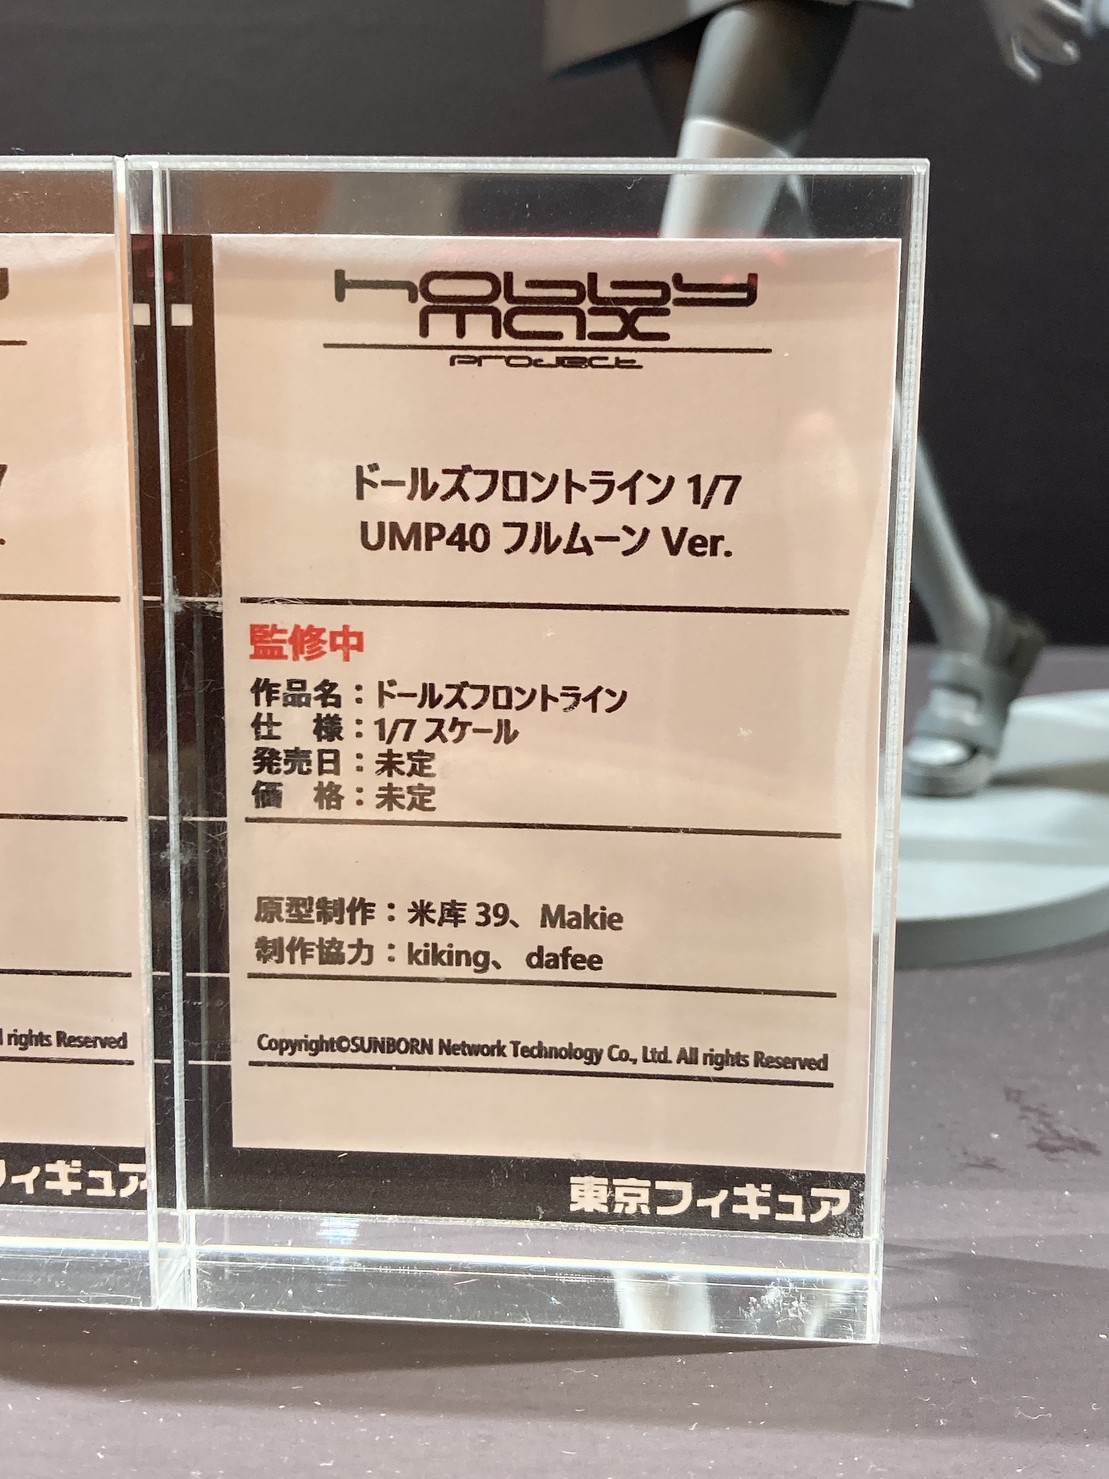 hobby
max
project
ドールズフロントライン 1/7
UMP40 フルムーン Ver.
監修中
作品名：ドールズフロントライン
仕　様：1/7 スケール
発売日：未定
価　格：未定
原型制作：米库 39、Makie
制作協力：kiking、 dafee
Copyright©SUNBORN Network Technology Co., Ltd. All rights Reserved
東京フィギュア
rights Reserved
フィギュア